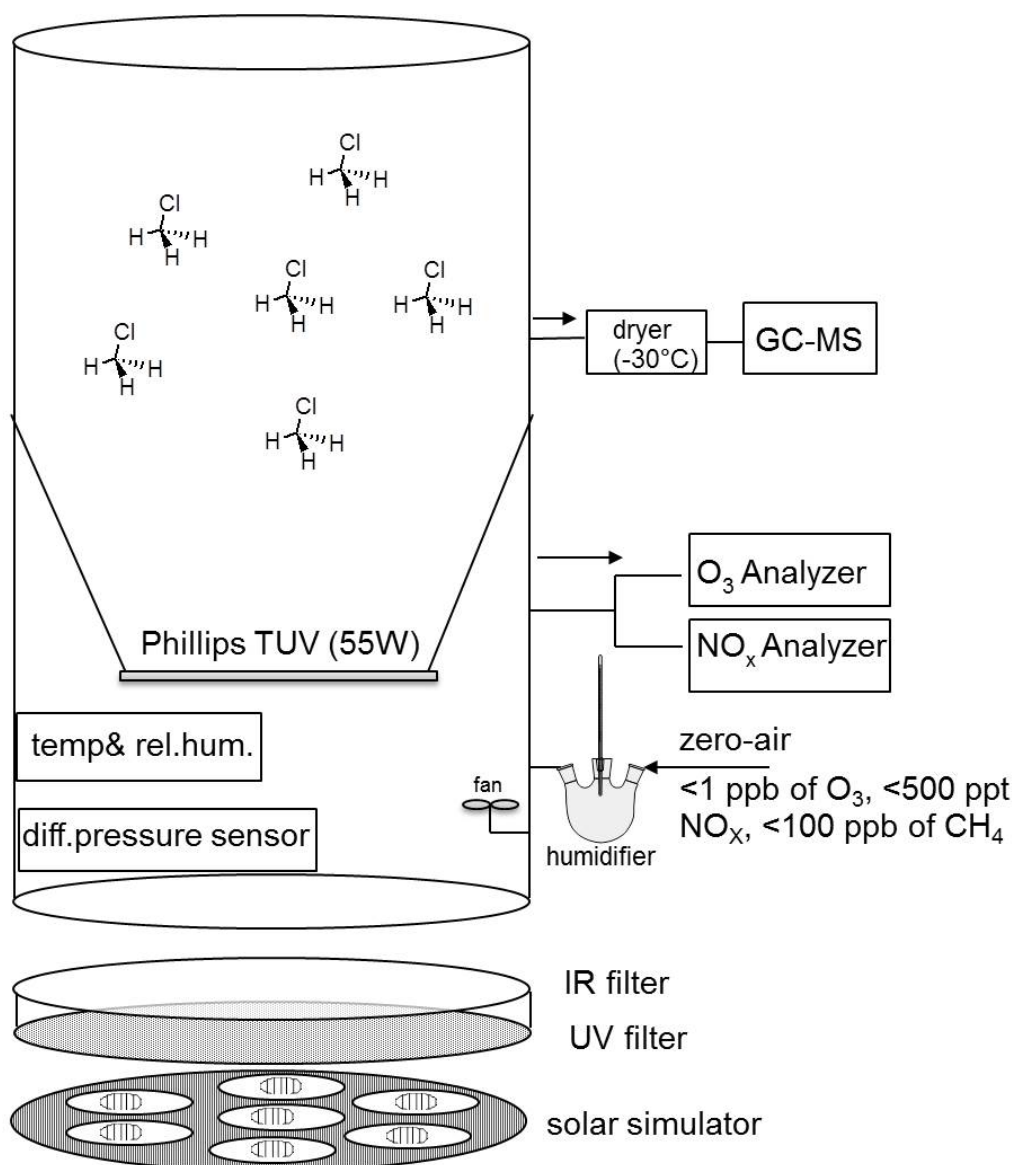 Cl
H H
H
Cl
H H
H
Cl
H H
H
Cl
H H
H
Cl
H H
H
Cl
H H
H
dryer
(-30°C)
GC-MS
O₃ Analyzer
NOₓ Analyzer
Phillips TUV (55W)
temp& rel.hum.
diff.pressure sensor
fan
humidifier
zero-air
<1 ppb of O₃, <500 ppt
NOₓ, <100 ppb of CH₄
IR filter
UV filter
solar simulator